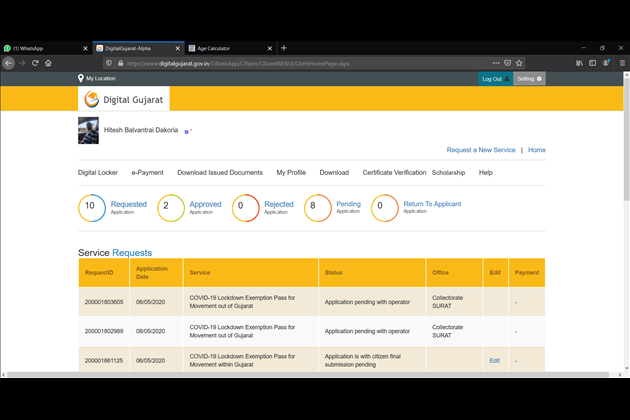 (1) WhatsApp
DigitalGujarat-Alpha
Age Calculator
https://www.digitalgujarat.gov.in/CitizenApp/Citizen/CitizenWEBUI/ClientHomePage.aspx
My Location:
Log Out
Setting
Digital Gujarat
Hitesh Balvantrai Dakoria
Request a New Service | Home
Digital Locker
e-Payment
Download Issued Documents
My Profile
Download
Certificate Verification
Scholarship
Help
10 Requested Application
2 Approved Application
0 Rejected Application
8 Pending Application
0 Return To Applicant Application
Service Requests
RequestID
Application Date
Service
Status
Office
Edit
Payment
200001803605
08/05/2020
COVID-19 Lockdown Exemption Pass for
Movement out of Gujarat
Application pending with operator
Collectorate
SURAT
-
200001802989
08/05/2020
COVID-19 Lockdown Exemption Pass for
Movement out of Gujarat
Application pending with operator
Collectorate
SURAT
-
200001661125
06/05/2020
COVID-19 Lockdown Exemption Pass for
Movement within Gujarat
Application is with citizen final
submission pending
Edit
-